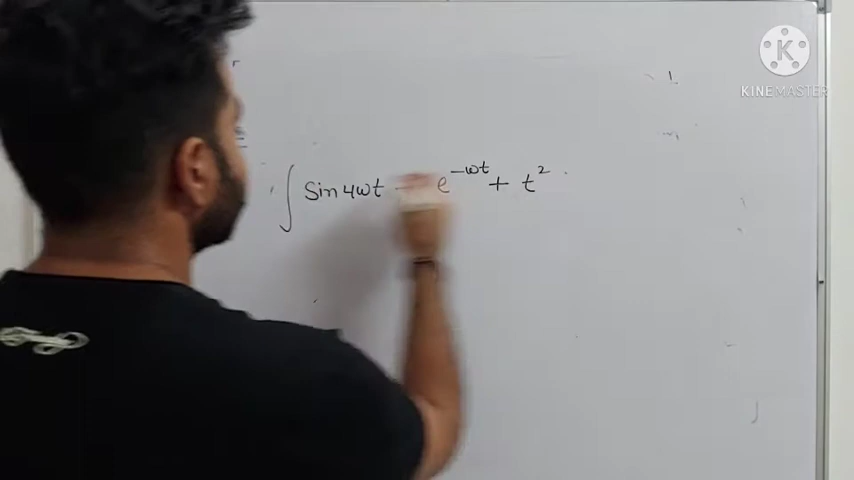 K
KINEMASTER
∫ Sin 4ωt e^{-ωt} + t²